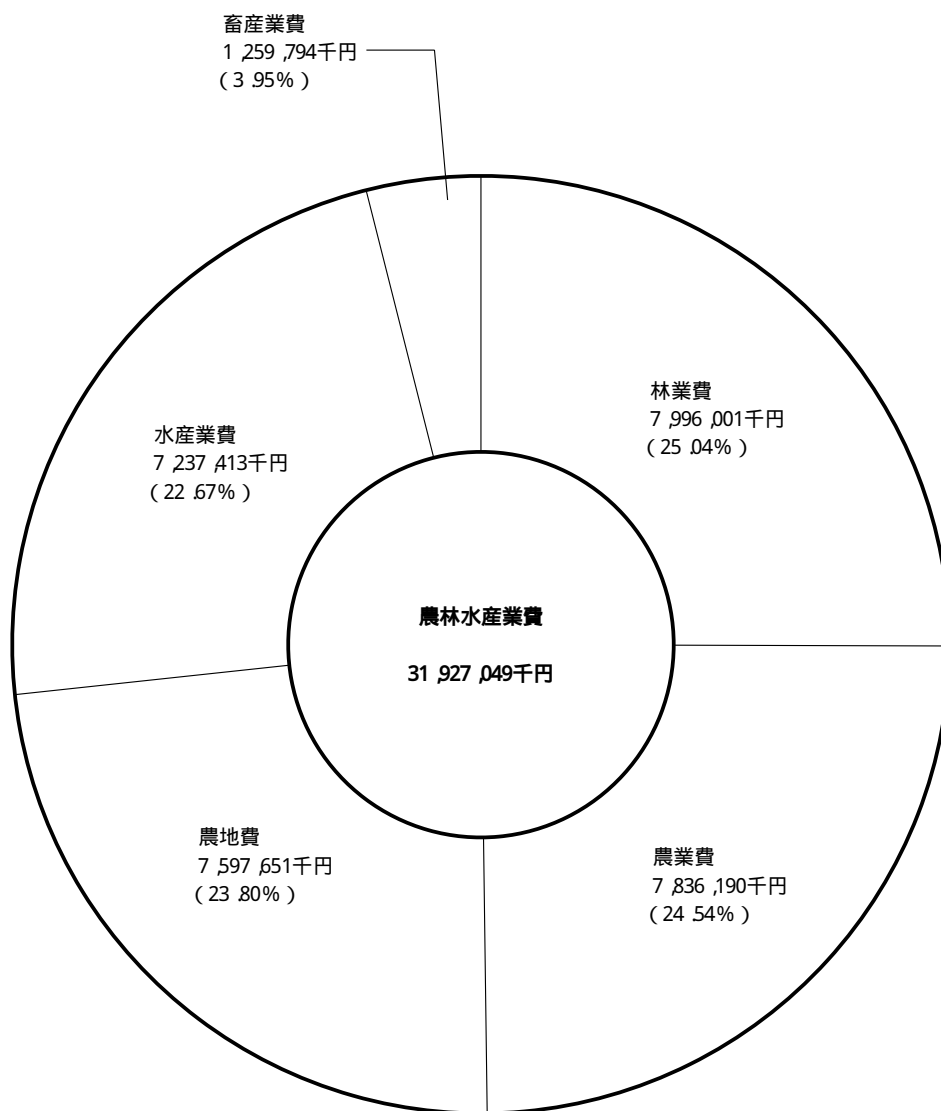 畜産業費
1,259,794千円
(3.95%)
林業費
7,996,001千円
(25.04%)
水産業費
7,237,413千円
(22.67%)
農林水産業費
31,927,049千円
農地費
7,597,651千円
(23.80%)
農業費
7,836,190千円
(24.54%)